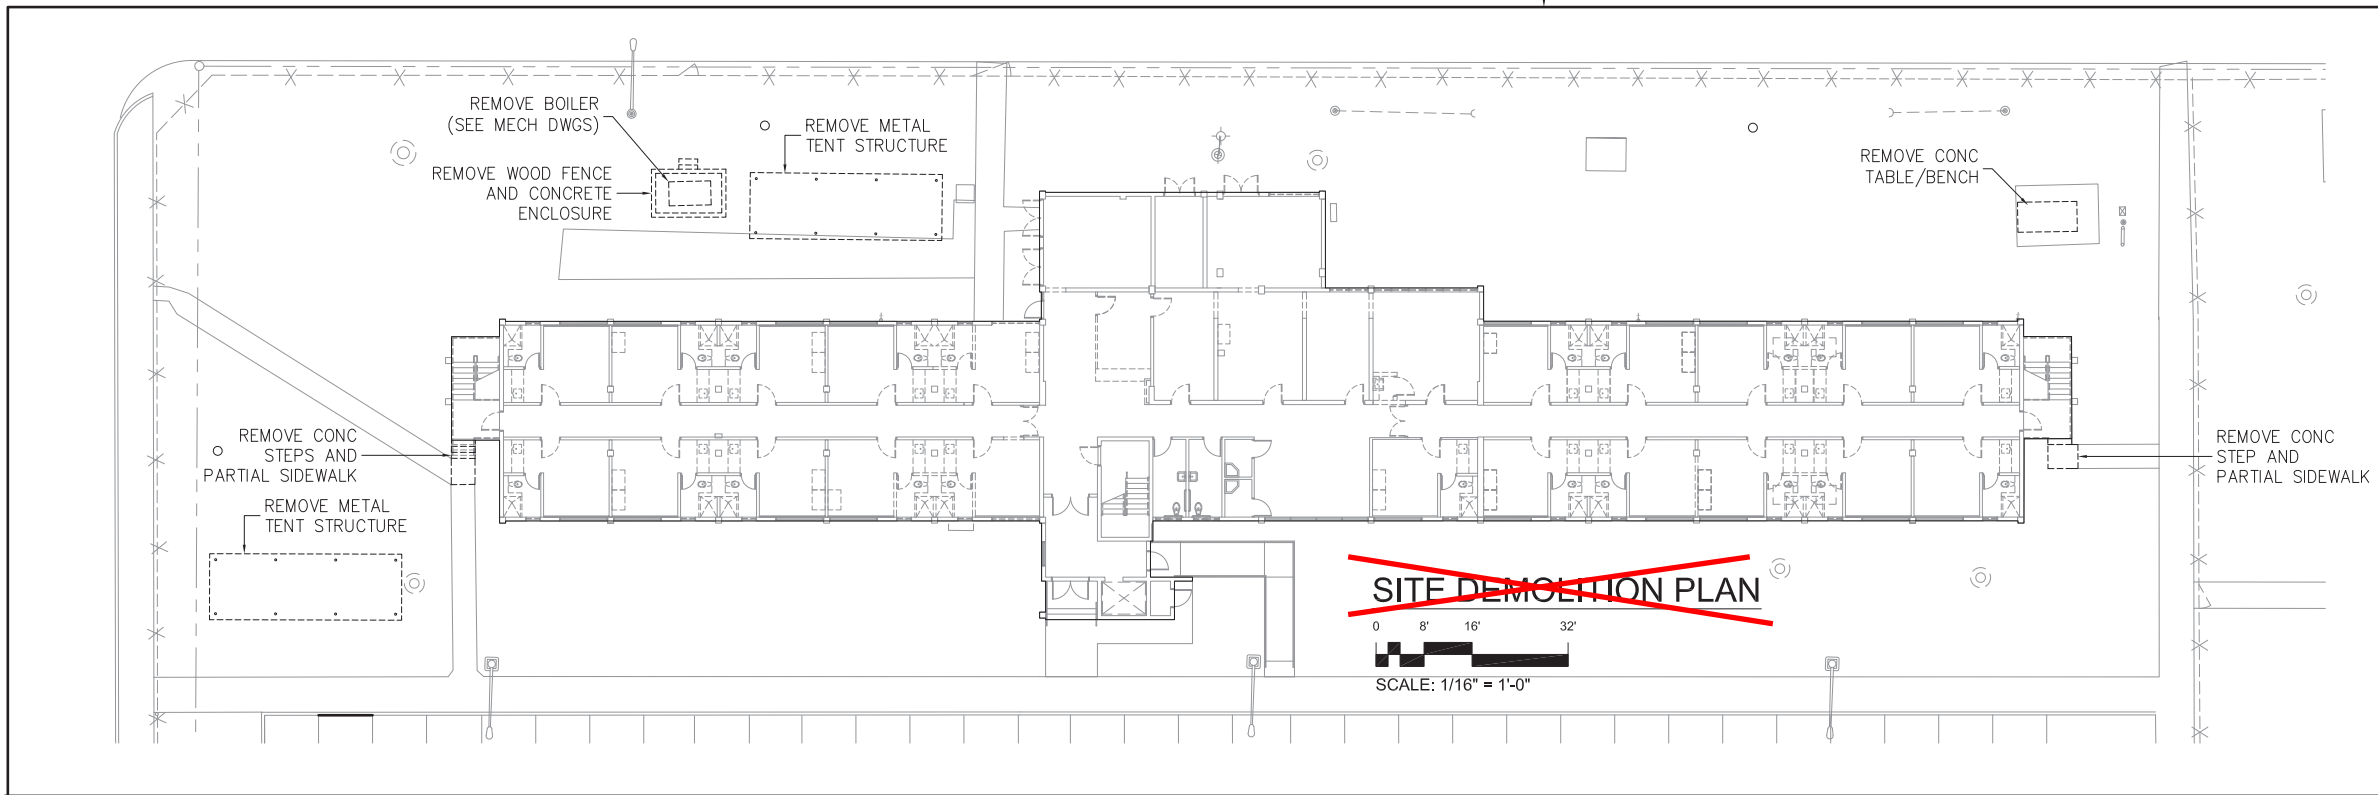 REMOVE BOILER
(SEE MECH DWGS)
REMOVE WOOD FENCE
AND CONCRETE
ENCLOSURE
REMOVE METAL
TENT STRUCTURE
REMOVE CONC
TABLE/BENCH
REMOVE CONC
STEPS AND
PARTIAL SIDEWALK
REMOVE METAL
TENT STRUCTURE
REMOVE CONC
STEP AND
PARTIAL SIDEWALK
SITE DEMOLITION PLAN
0 8' 16' 32'
SCALE: 1/16" = 1'-0"